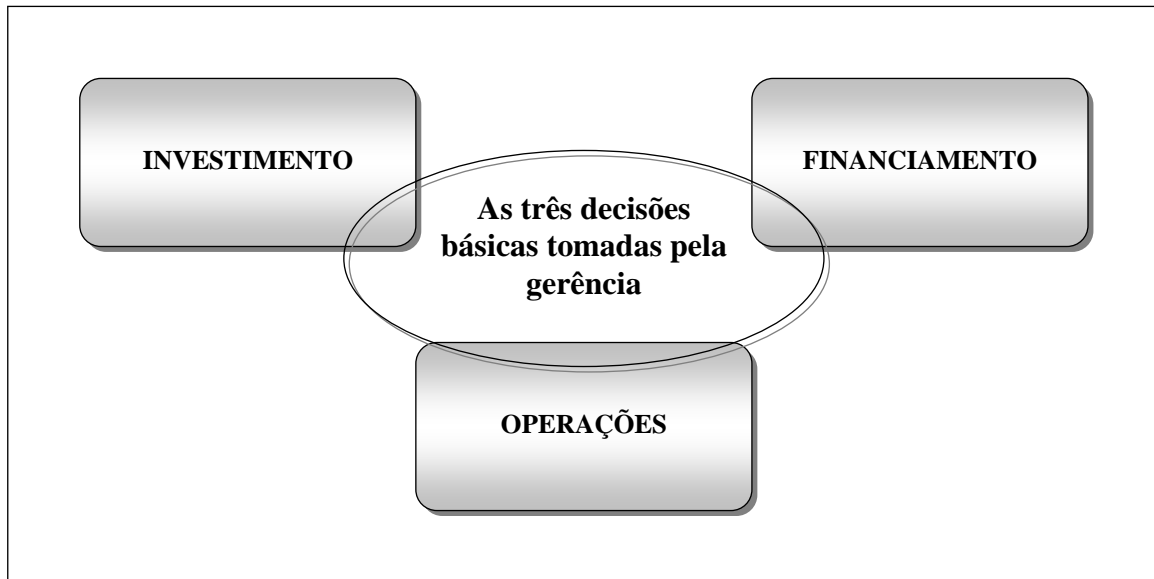 INVESTIMENTO
FINANCIAMENTO
As três decisões
básicas tomadas pela
gerência
OPERAÇÕES